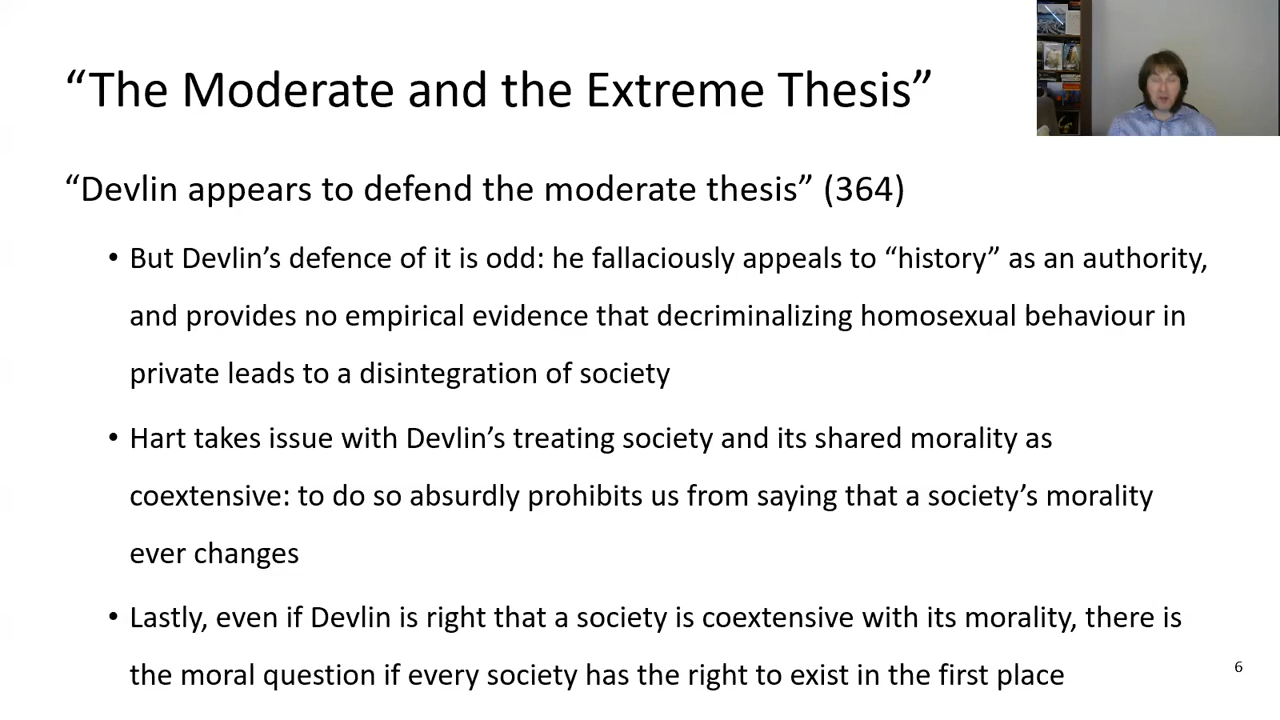 “The Moderate and the Extreme Thesis”
“Devlin appears to defend the moderate thesis” (364)
• But Devlin’s defence of it is odd: he fallaciously appeals to “history” as an authority,
and provides no empirical evidence that decriminalizing homosexual behaviour in
private leads to a disintegration of society
• Hart takes issue with Devlin’s treating society and its shared morality as
coextensive: to do so absurdly prohibits us from saying that a society’s morality
ever changes
• Lastly, even if Devlin is right that a society is coextensive with its morality, there is
the moral question if every society has the right to exist in the first place
6